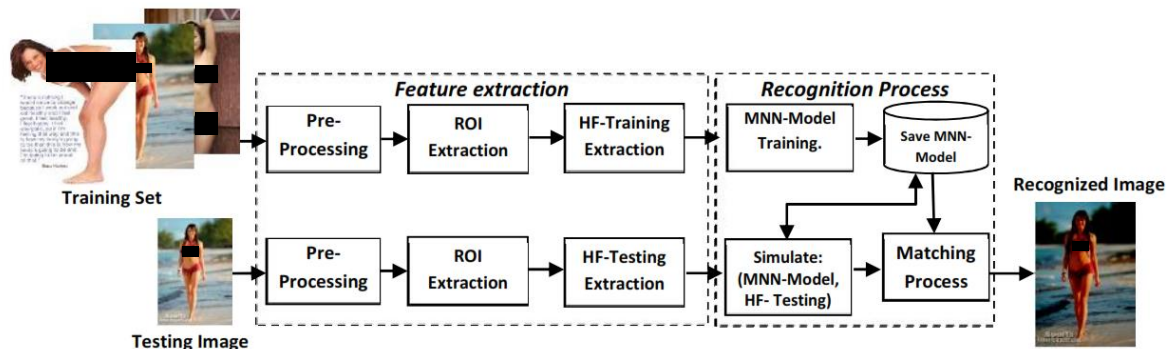 Feature extraction
Recognition Process
Pre-
Processing
ROI
Extraction
HF-Training
Extraction
MNN-Model
Training.
Save MNN-
Model
Training Set
Recognized Image
Pre-
Processing
ROI
Extraction
HF-Testing
Extraction
Simulate:
(MNN-Model,
HF- Testing)
Matching
Process
Testing Image